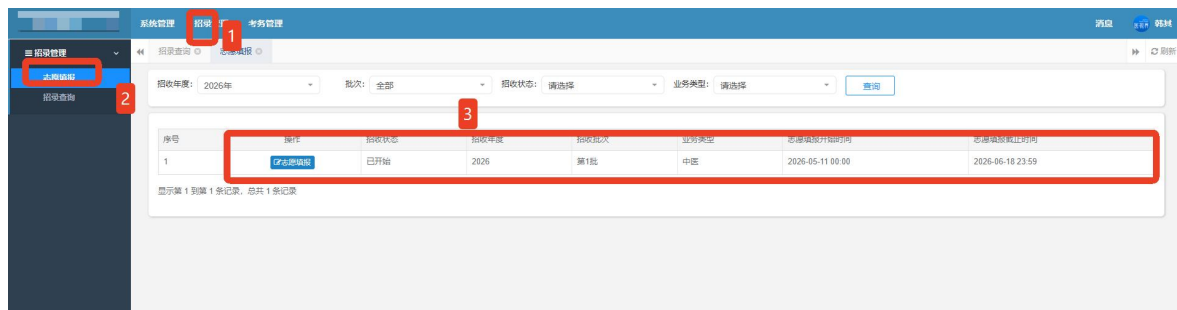 系统管理 招录 考务管理 消息 韩
1
招录管理 招录查询 志愿填报 刷新
志愿填报
2
招录查询
招收年度: 2026年 批次: 全部 招收状态: 请选择 业务类型: 请选择 查询
3
序号 操作 招收状态 招收年度 招收批次 业务类型 志愿填报开始时间 志愿填报截止时间
1 志愿填报 已开始 2026 第1批 中医 2026-05-11 00:00 2026-06-18 23:59
显示第 1 到第 1 条记录，总共 1 条记录